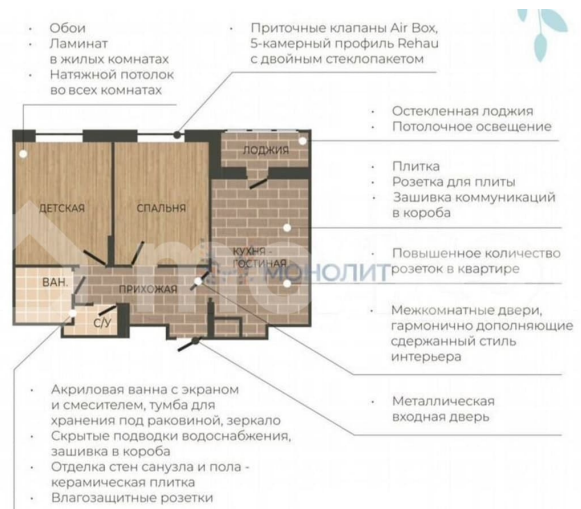 Обои
Ламинат
в жилых комнатах
Натяжной потолок
во всех комнатах
Приточные клапаны Air Box,
5-камерный профиль Rehau
с двойным стеклопакетом
Остекленная лоджия
Потолочное освещение
Плитка
Розетка для плиты
Зашивка коммуникаций
в короба
Повышенное количество
розеток в квартире
Межкомнатные двери,
гармонично дополняющие
сдержанный стиль
интерьера
Металлическая
входная дверь
ЛОДЖИЯ
ДЕТСКАЯ
СПАЛЬНЯ
КУХНЯ -
ГОСТИНАЯ
МОНОЛИТ
ВАН.
ПРИХОЖАЯ
С/У
Акриловая ванна с экраном
и смесителем, тумба для
хранения под раковиной, зеркало
Скрытые подводки водоснабжения,
зашивка в короба
Отделка стен санузла и пола -
керамическая плитка
Влагозащитные розетки